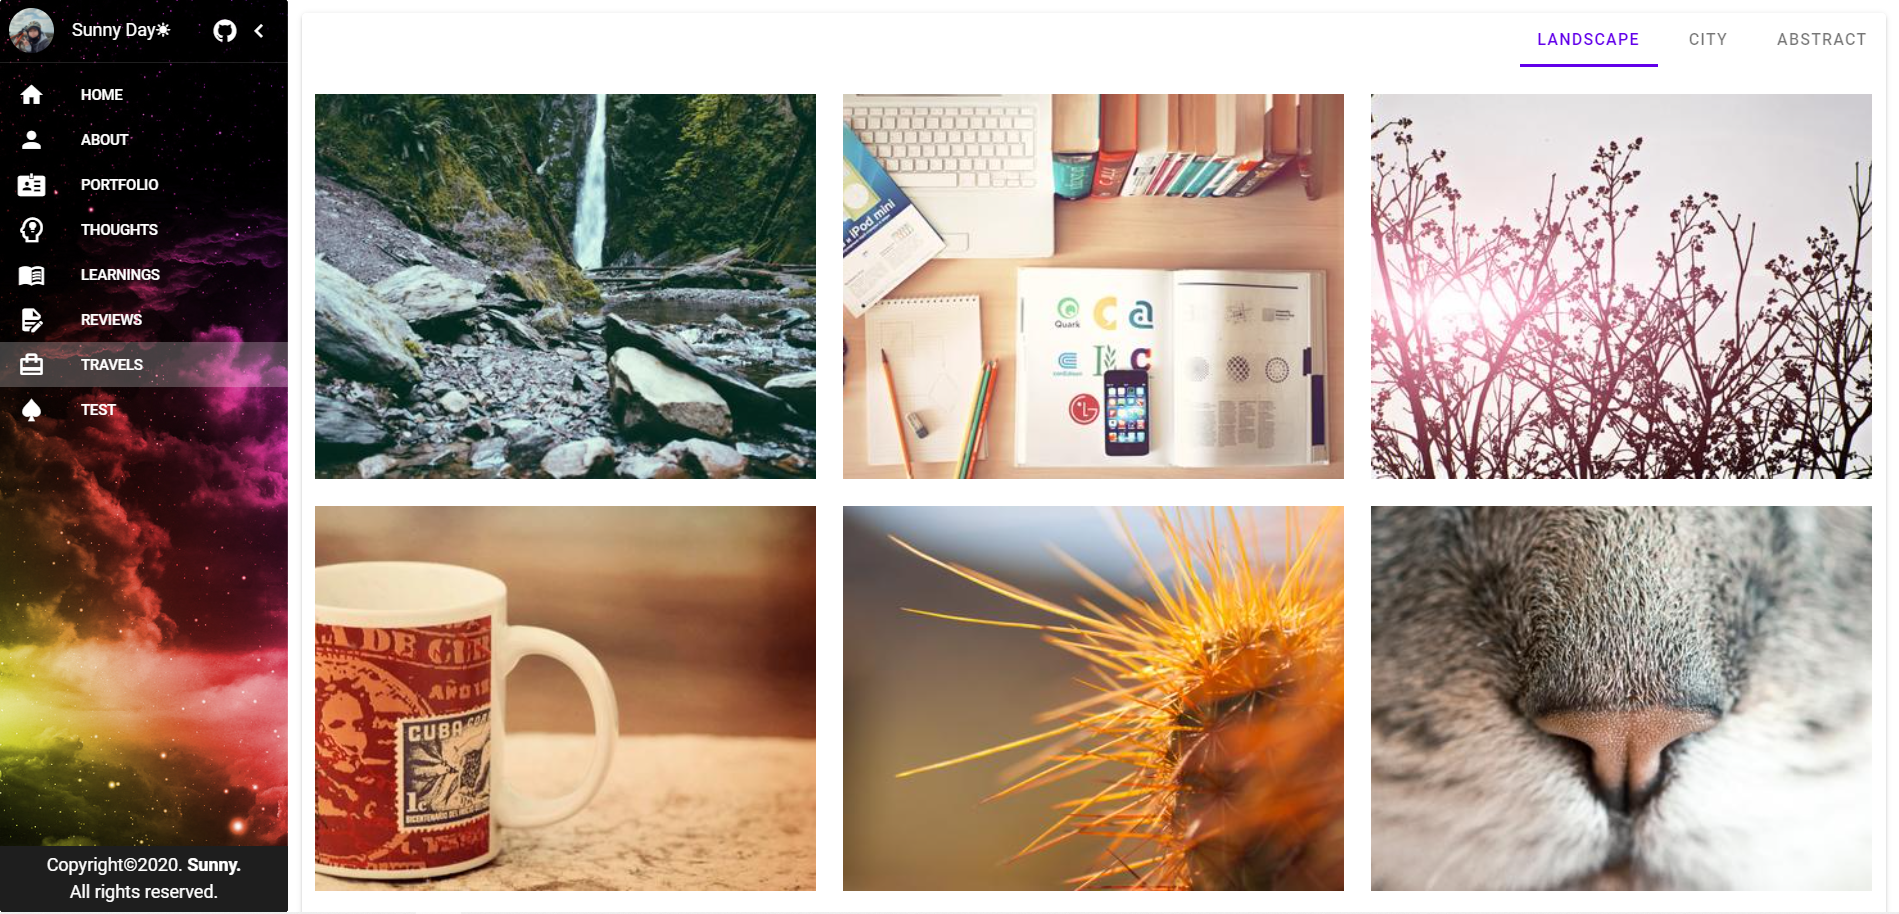 Sunny Day☀
HOME
ABOUT
PORTFOLIO
THOUGHTS
LEARNINGS
REVIEWS
TRAVELS
TEST
Copyright©2020. Sunny.
All rights reserved.
LANDSCAPE CITY ABSTRACT
iPod mini
Quark
LG
CUBA
1c